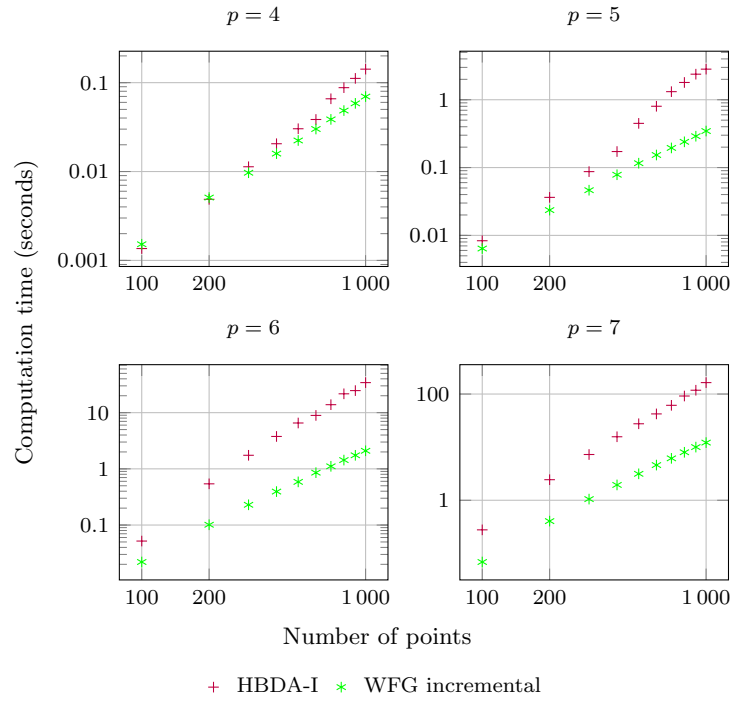 p = 4
p = 5
0.1
0.01
0.001
100
200
1 000
1
0.1
0.01
100
200
1 000
Computation time (seconds)
p = 6
p = 7
10
1
0.1
100
200
1 000
100
1
100
200
1 000
Number of points
HBDA-I
WFG incremental